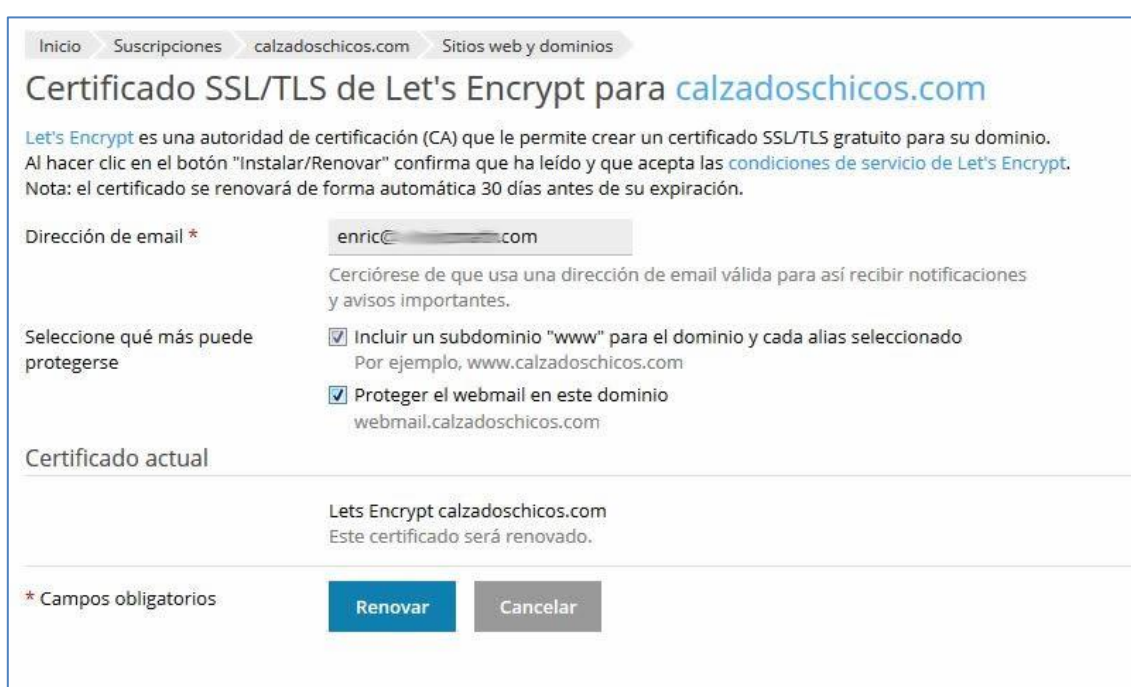 Inicio Suscripciones calzadoschicos.com Sitios web y dominios
Certificado SSL/TLS de Let's Encrypt para calzadoschicos.com
Let's Encrypt es una autoridad de certificación (CA) que le permite crear un certificado SSL/TLS gratuito para su dominio.
Al hacer clic en el botón "Instalar/Renovar" confirma que ha leído y que acepta las condiciones de servicio de Let's Encrypt.
Nota: el certificado se renovará de forma automática 30 días antes de su expiración.
Dirección de email * enric@ .com
Cerciórese de que usa una dirección de email válida para así recibir notificaciones
y avisos importantes.
Seleccione qué más puede
protegerse
Incluir un subdominio "www" para el dominio y cada alias seleccionado
Por ejemplo, www.calzadoschicos.com
Proteger el webmail en este dominio
webmail.calzadoschicos.com
Certificado actual
Lets Encrypt calzadoschicos.com
Este certificado será renovado.
* Campos obligatorios
Renovar Cancelar